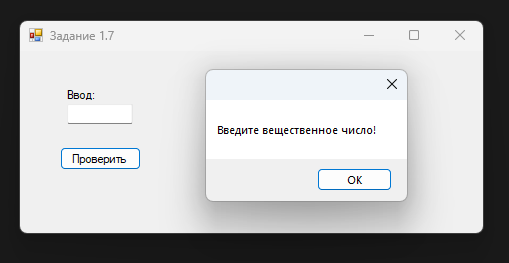 Задание 1.7
Ввод:
Проверить
Введите вещественное число!
OK